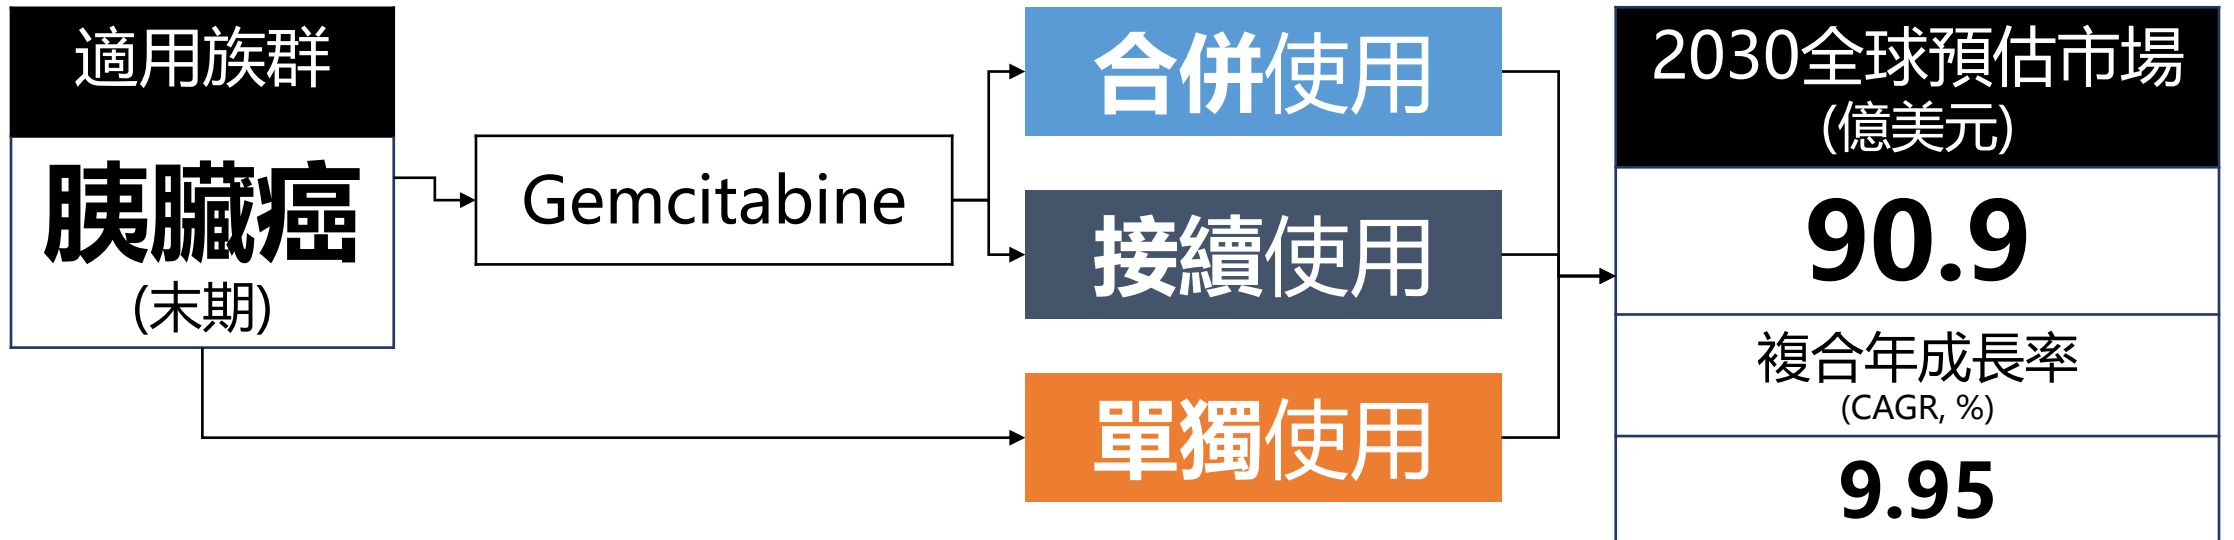 適用族群
胰臟癌
(末期)
Gemcitabine
合併使用
接續使用
單獨使用
2030全球預估市場
(億美元)
90.9
複合年成長率
(CAGR, %)
9.95